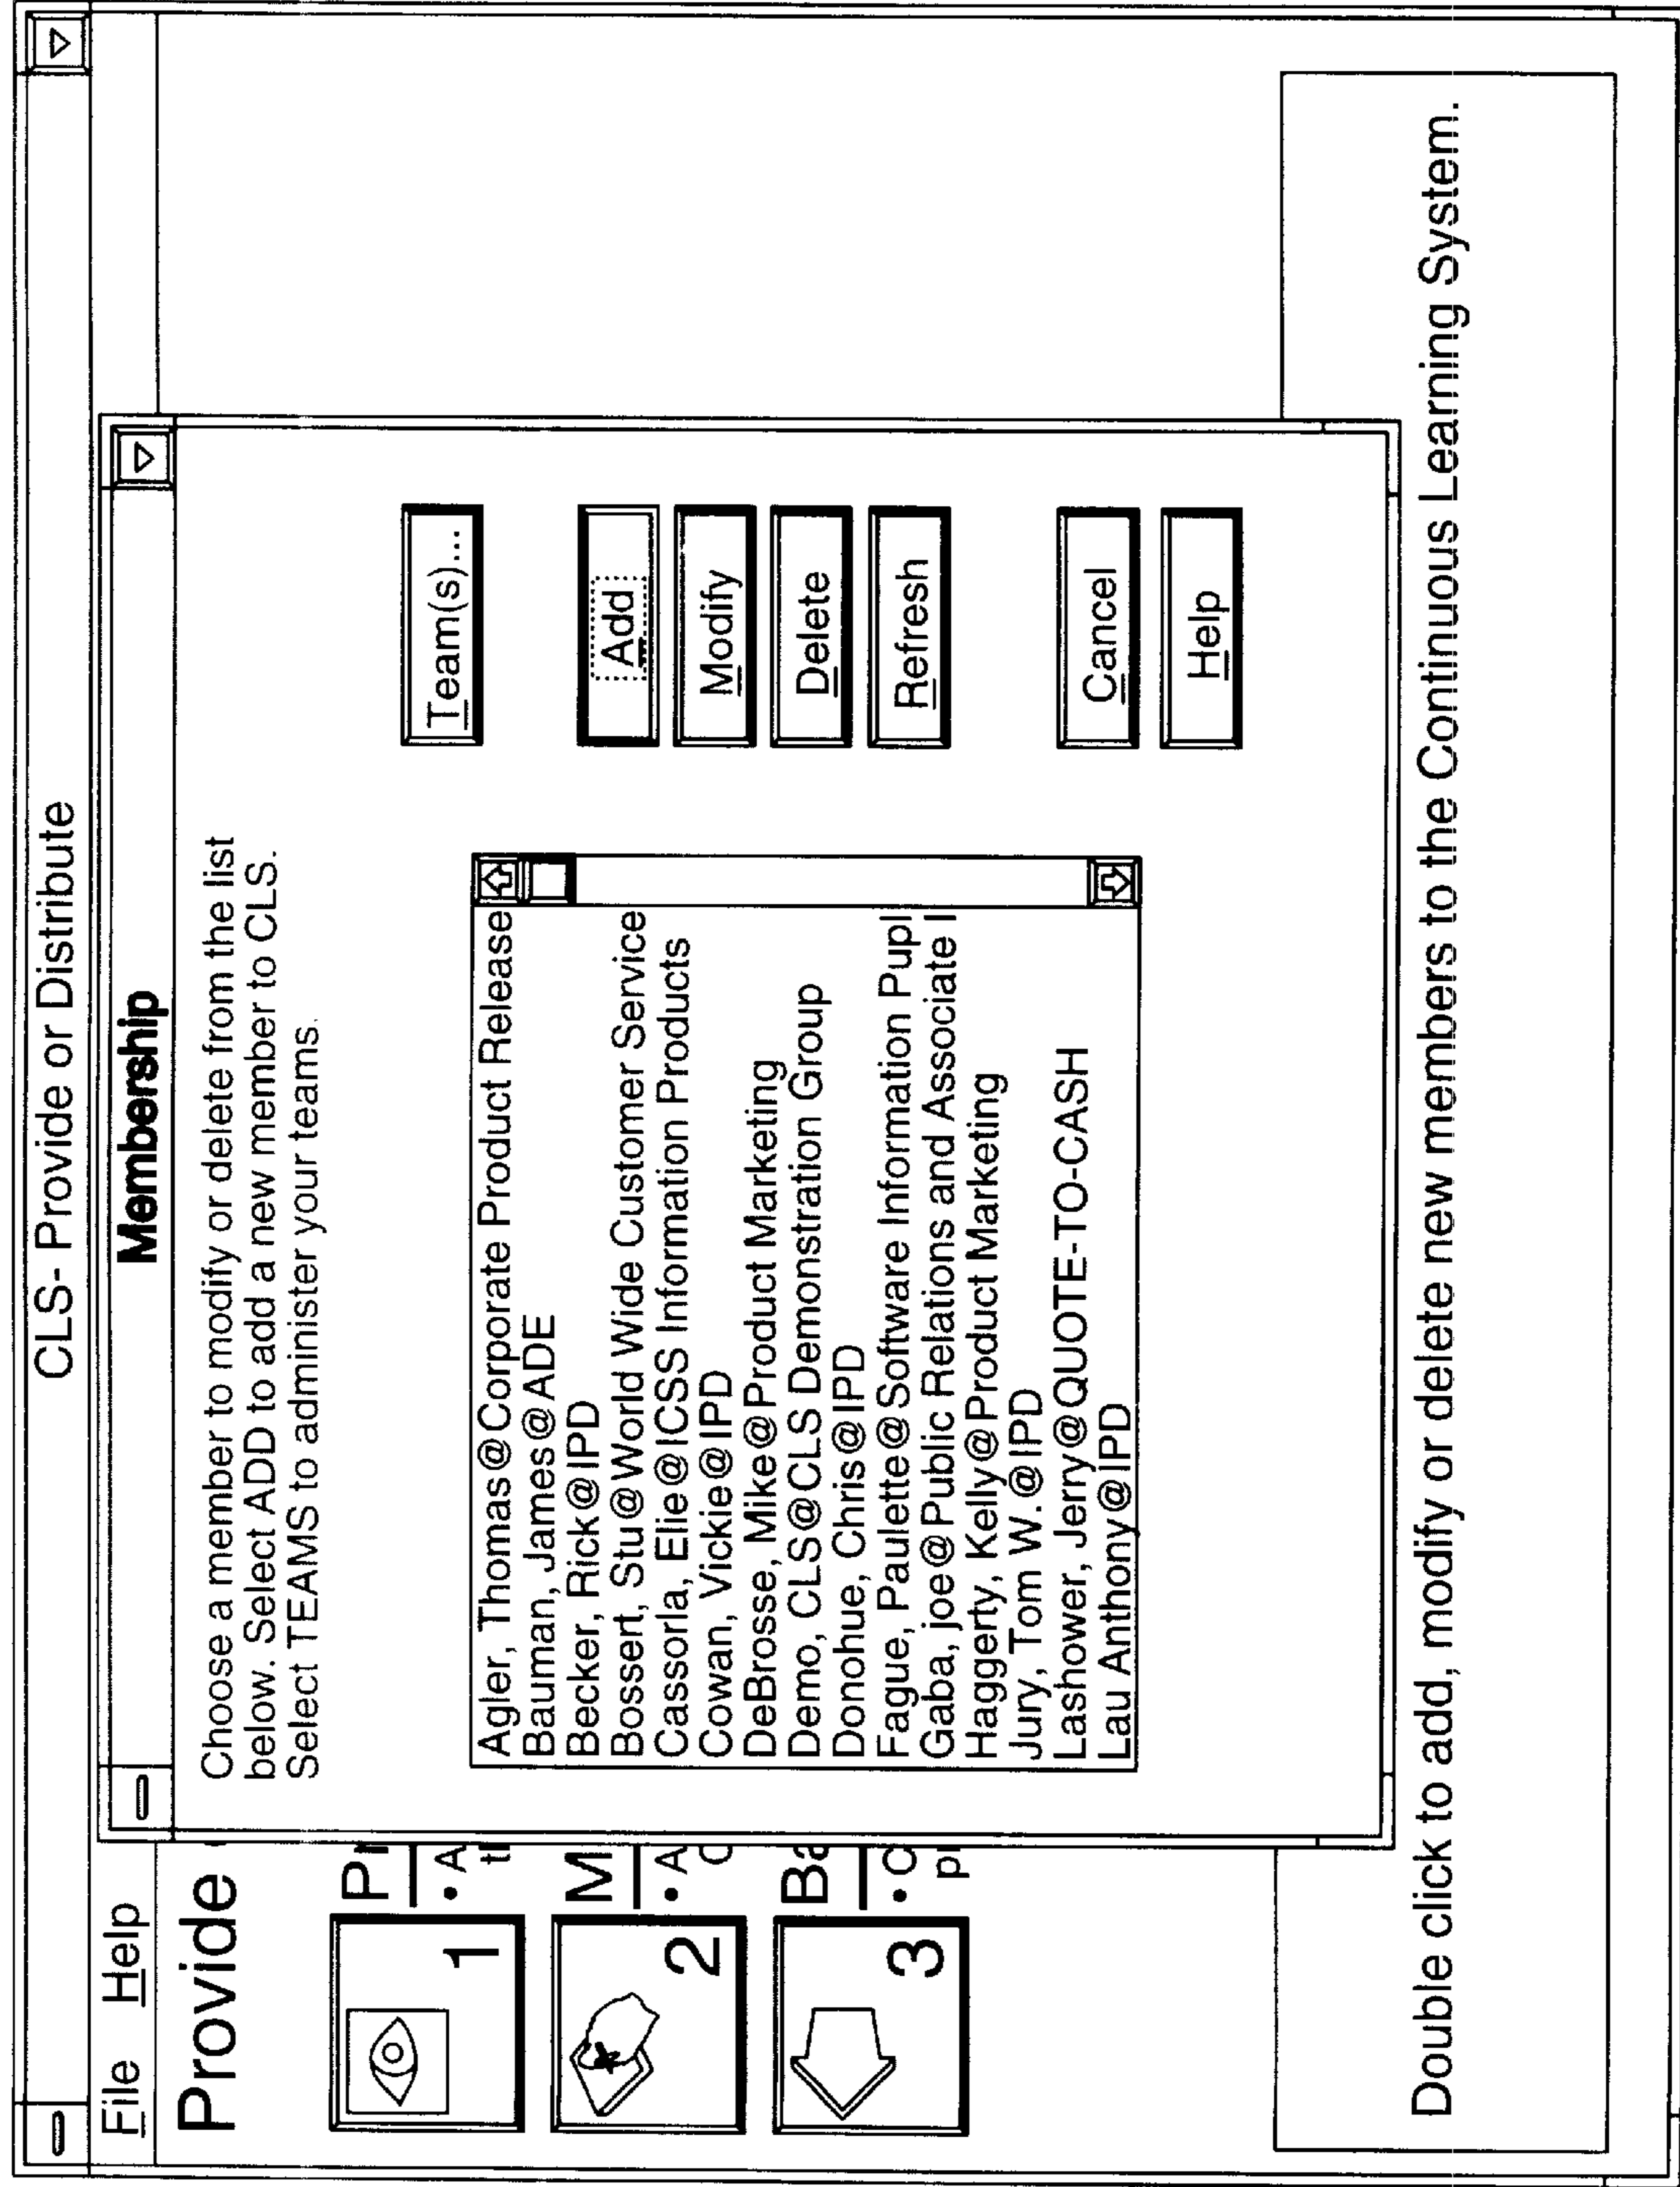 CLS- Provide or Distribute
File Help
Provide
1
Pr
• A
th
2
M
• A
C
3
Ba
• C
pr
Membership
Choose a member to modify or delete from the list
below. Select ADD to add a new member to CLS.
Select TEAMS to administer your teams.
Agler, Thomas@Corporate Product Release
Bauman, James@ADE
Becker, Rick@IPD
Bossert, Stu@World Wide Customer Service
Cassorla, Elie@ICSS Information Products
Cowan, Vickie@IPD
DeBrosse, Mike@Product Marketing
Demo, CLS@CLS Demonstration Group
Donohue, Chris@IPD
Fague, Paulette@Software Information Pupl
Gaba, joe@Public Relations and Associate I
Haggerty, Kelly@Product Marketing
Jury, Tom W.@IPD
Lashower, Jerry@QUOTE-TO-CASH
Lau Anthony@IPD
Team(s)...
Add
Modify
Delete
Refresh
Cancel
Help
Double click to add, modify or delete new members to the Continuous Learning System.